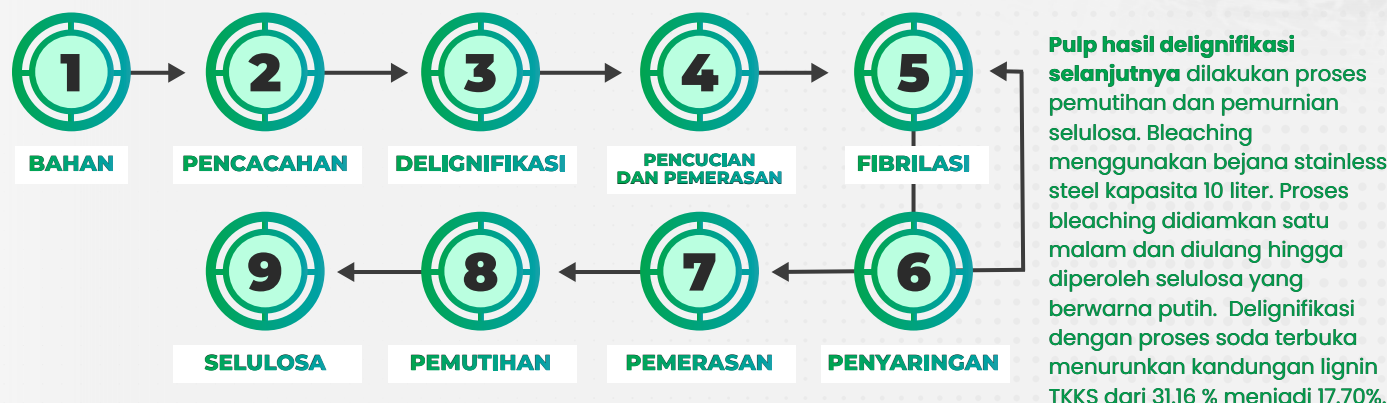 1
2
3
4
5
BAHAN
PENCACAHAN
DELIGNIFIKASI
PENCUCIAN
DAN PEMERASAN
FIBRILASI
9
8
7
6
SELULOSA
PEMUTIHAN
PEMERASAN
PENYARINGAN
Pulp hasil delignifikasi
selanjutnya dilakukan proses
pemutihan dan pemurnian
selulosa. Bleaching
menggunakan bejana stainless
steel kapasita 10 liter. Proses
bleaching didiamkan satu
malam dan diulang hingga
diperoleh selulosa yang
berwarna putih. Delignifikasi
dengan proses soda terbuka
menurunkan kandungan lignin
TKKS dari 31.16 % menjadi 17.70%.